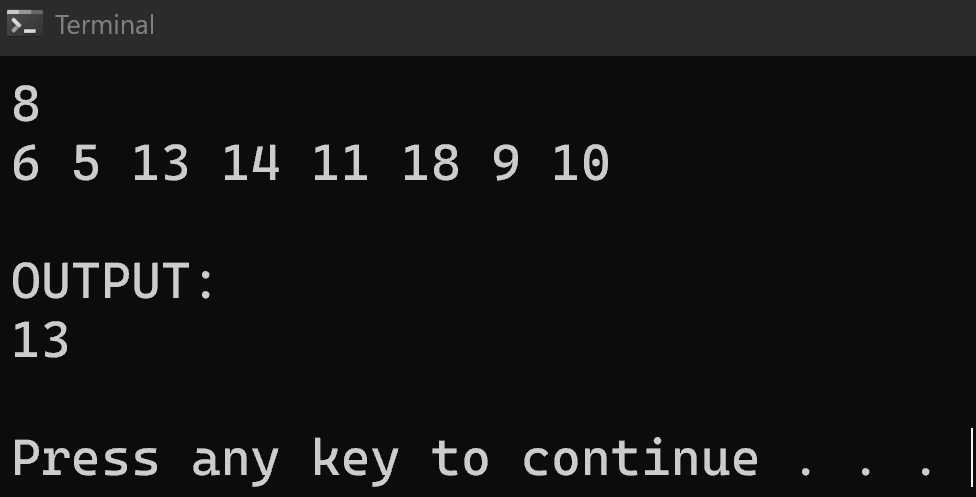 Terminal
8
6 5 13 14 11 18 9 10
OUTPUT:
13
Press any key to continue . . .